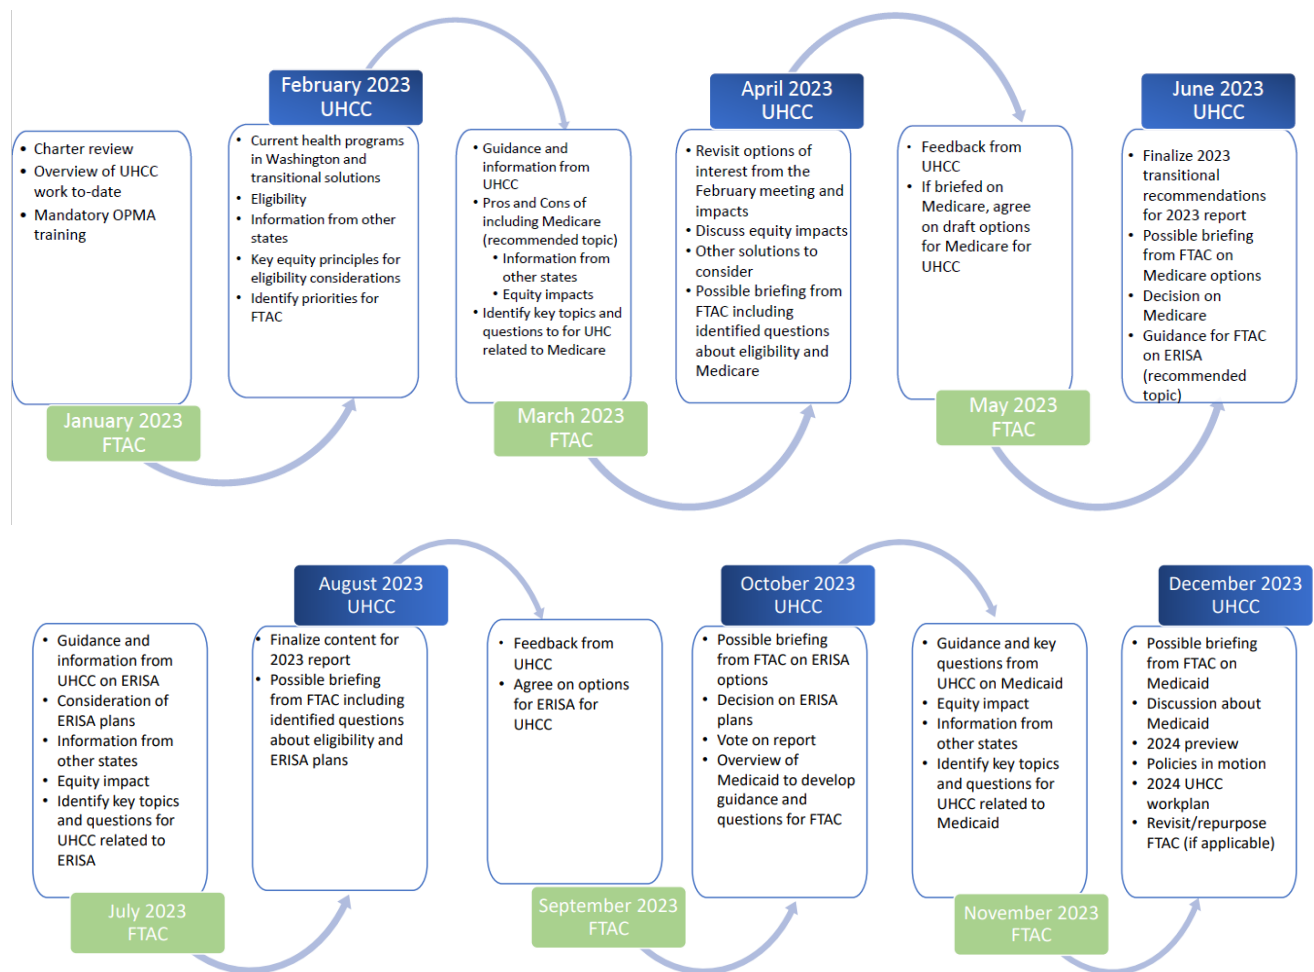 • Charter review
• Overview of UHCC
work to-date
• Mandatory OPMA
training
January 2023
FTAC
February 2023
UHCC
• Current health programs
in Washington and
transitional solutions
• Eligibility
• Information from other
states
• Key equity principles for
eligibility considerations
• Identify priorities for
FTAC
• Guidance and
information from
UHCC
• Pros and Cons of
including Medicare
(recommended topic)
• Information from
other states
• Equity impacts
• Identify key topics and
questions to for UHC
related to Medicare
March 2023
FTAC
April 2023
UHCC
• Revisit options of
interest from the
February meeting and
impacts
• Discuss equity impacts
• Other solutions to
consider
• Possible briefing from
FTAC including
identified questions
about eligibility and
Medicare
• Feedback from
UHCC
• If briefed on
Medicare, agree
on draft options
for Medicare for
UHCC
May 2023
FTAC
June 2023
UHCC
• Finalize 2023
transitional
recommendations
for 2023 report
• Possible briefing
from FTAC on
Medicare options
• Decision on
Medicare
• Guidance for FTAC
on ERISA
(recommended
topic)
• Guidance and
information from
UHCC on ERISA
• Consideration of
ERISA plans
• Information from
other states
• Equity impact
• Identify key topics
and questions for
UHCC related to
ERISA
July 2023
FTAC
August 2023
UHCC
• Finalize content for
2023 report
• Possible briefing
from FTAC including
identified questions
about eligibility and
ERISA plans
• Feedback from
UHCC
• Agree on options
for ERISA for
UHCC
September 2023
FTAC
October 2023
UHCC
• Possible briefing
from FTAC on ERISA
options
• Decision on ERISA
plans
• Vote on report
• Overview of
Medicaid to develop
guidance and
questions for FTAC
• Guidance and key
questions from
UHCC on Medicaid
• Equity impact
• Information from
other states
• Identify key topics
and questions for
UHCC related to
Medicaid
November 2023
FTAC
December 2023
UHCC
• Possible briefing
from FTAC on
Medicaid
• Discussion about
Medicaid
• 2024 preview
• Policies in motion
• 2024 UHCC
workplan
• Revisit/repurpose
FTAC (if applicable)